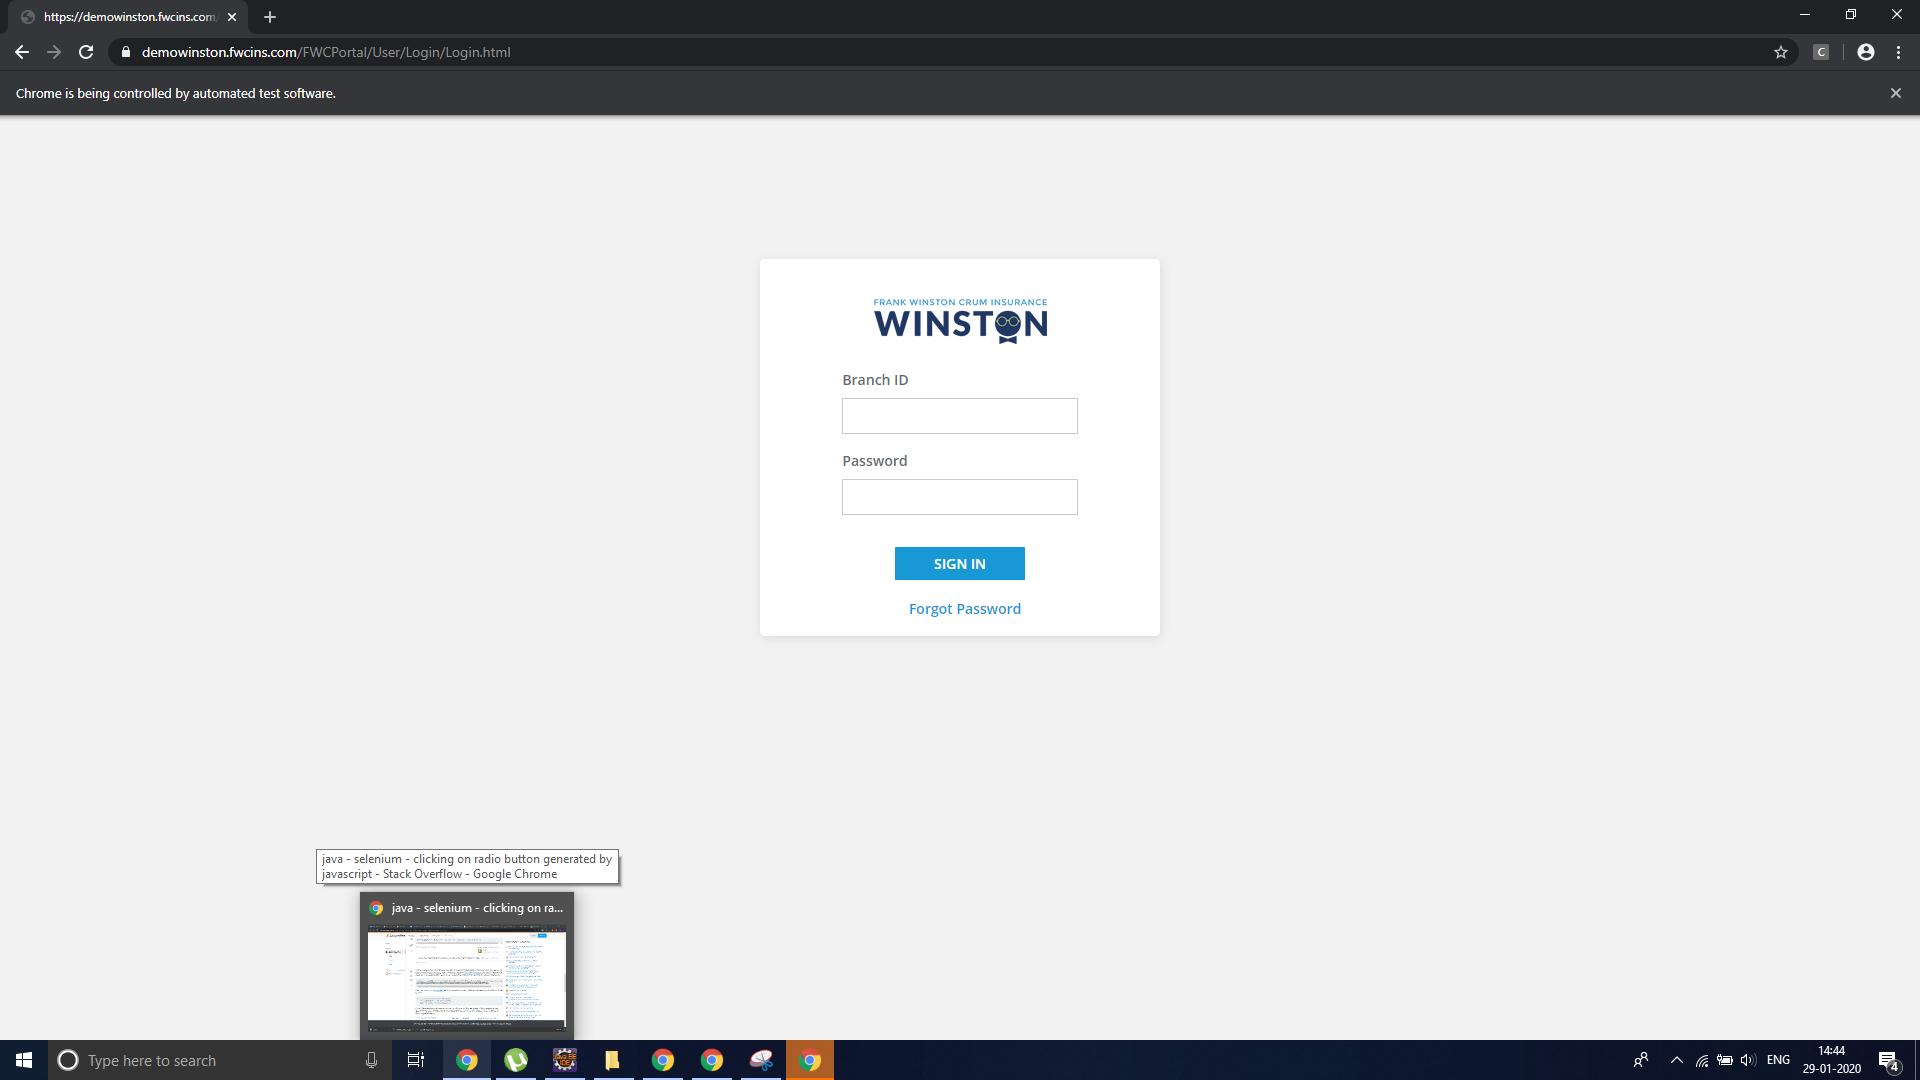 https://demowinston.fwcins.com/
demowinston.fwcins.com/FWCPortal/User/Login/Login.html
C
Chrome is being controlled by automated test software.
FRANK WINSTON CRUM INSURANCE
WINSTON
Branch ID
Password
SIGN IN
Forgot Password
java - selenium - clicking on radio button generated by
javascript - Stack Overflow - Google Chrome
java - selenium - clicking on ra...
Type here to search
ENG
14:44
29-01-2020
4